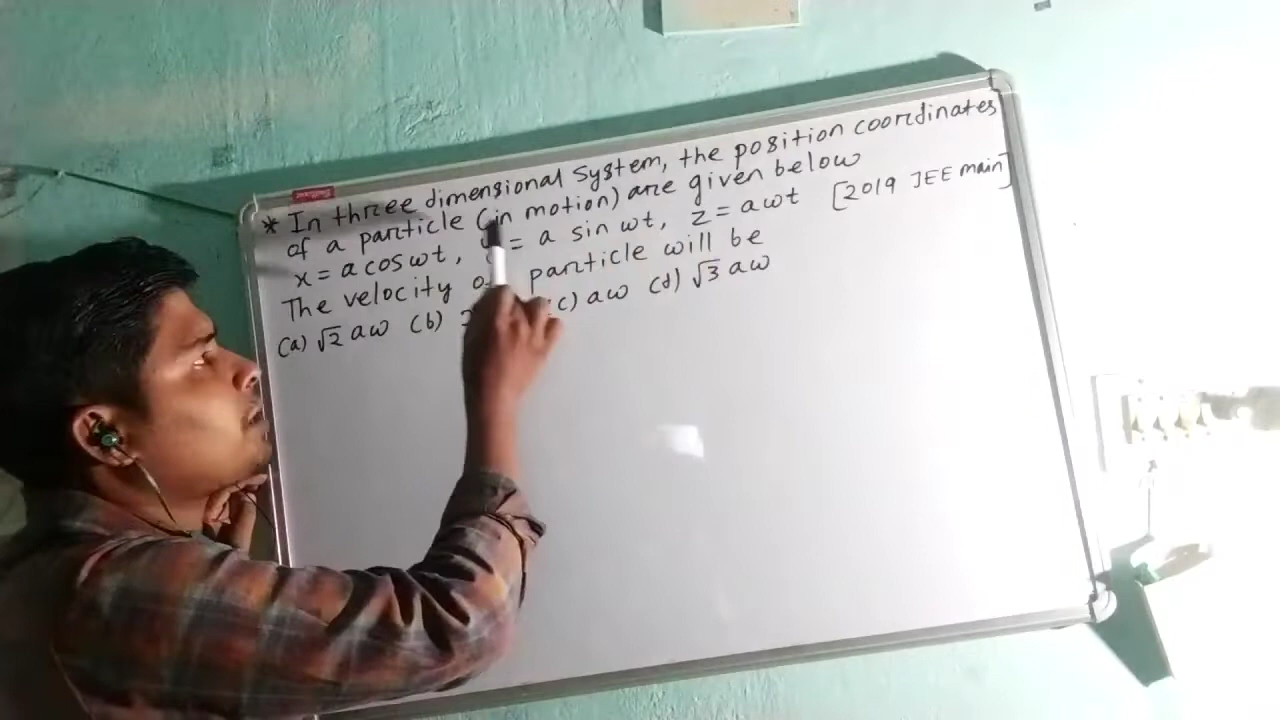 * In three dimensional system, the position coordinates
of a particle (in motion) are given below
x = a cos ωt, = a sin ωt, z = aωt [2019 JEE main]
The velocity particle will be
(a) √2 aω (b) c) aω (d) √3 aω